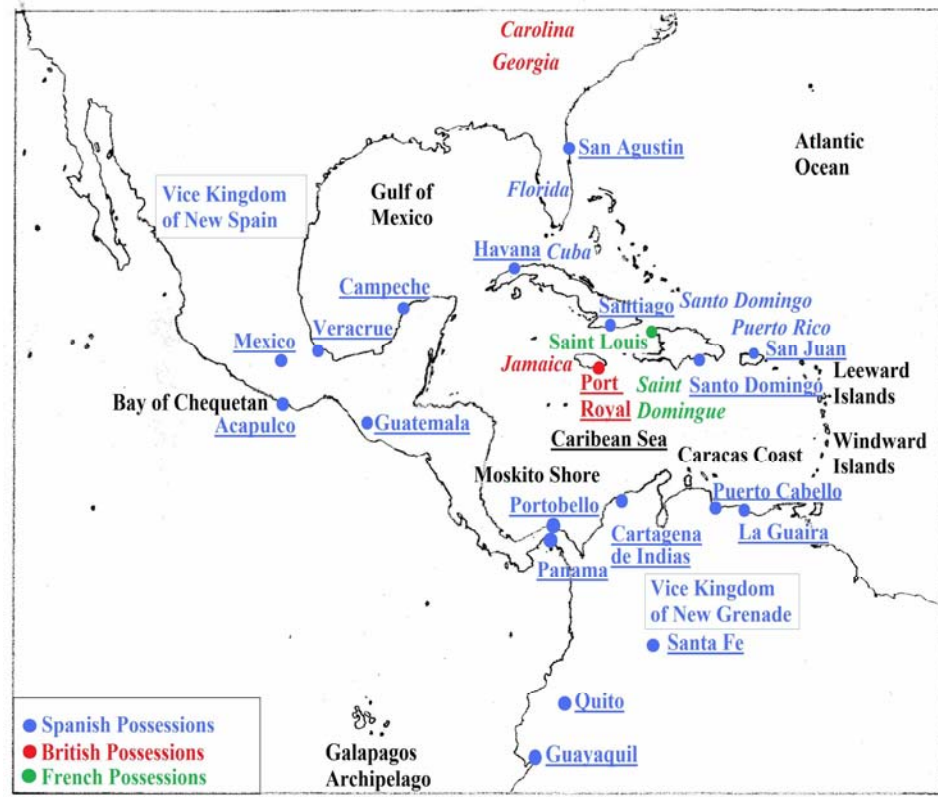 Carolina
Georgia
Atlantic
Ocean
San Agustin
Vice Kingdom
of New Spain
Gulf of
Mexico
Florida
Havana
Cuba
Campeche
Santiago
Santo Domingo
Veracrue
Mexico
Saint Louis
Puerto Rico
San Juan
Jamaica
Leeward
Islands
Port
Royal
Saint
Domingue
Santo Domingo
Bay of Chequetan
Acapulco
Guatemala
Caribean Sea
Windward
Islands
Caracas Coast
Moskito Shore
Portobello
Puerto Cabello
Cartagena
de Indias
La Guaira
Panama
Vice Kingdom
of New Grenade
Santa Fe
Quito
Guayaquil
Galapagos
Archipelago
Spanish Possessions
British Possessions
French Possessions